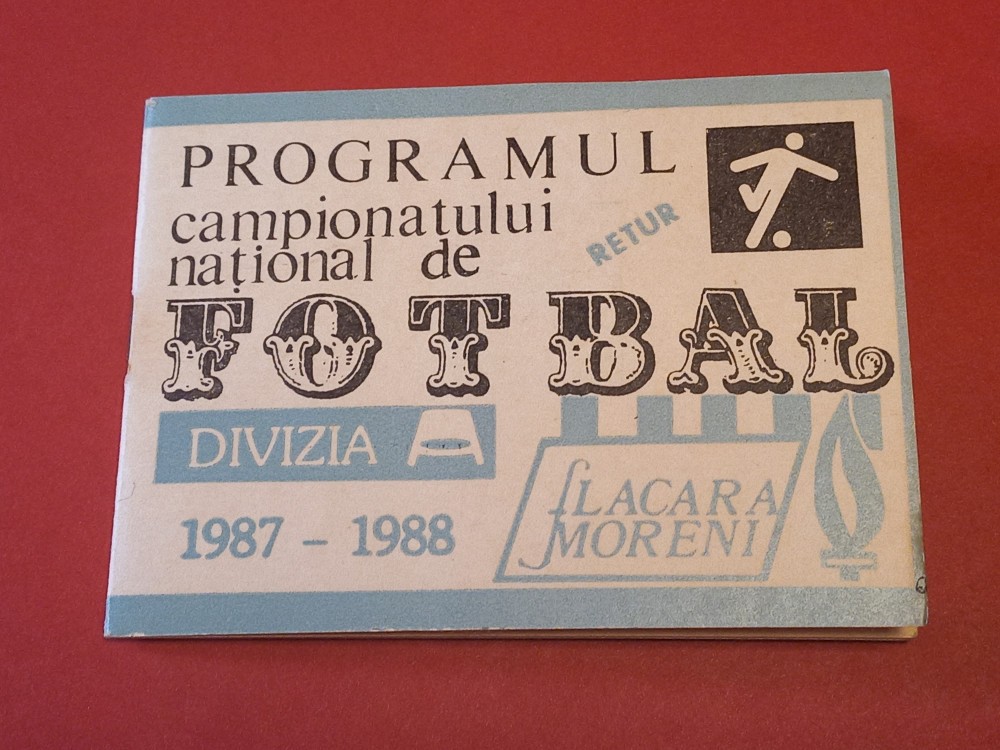 PROGRAMUL
campionatului
național de
RETUR
FOTBAL
DIVIZIA A
1987 – 1988
FLACARA
MORENI